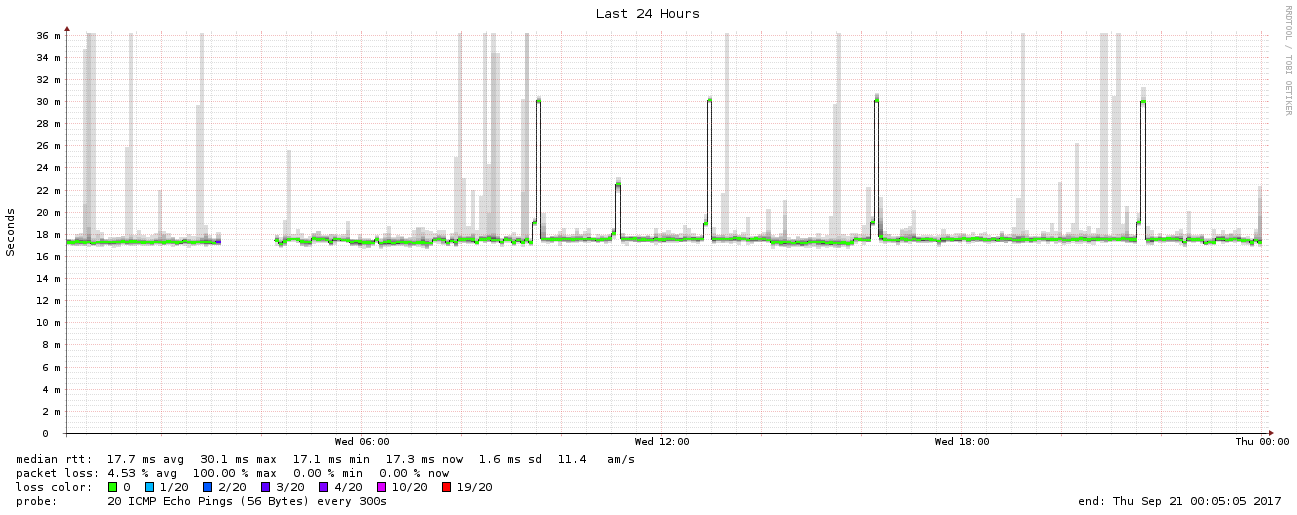 Last 24 Hours
RRDTOOL / TOBI OETIKER
Seconds
36 m
34 m
32 m
30 m
28 m
26 m
24 m
22 m
20 m
18 m
16 m
14 m
12 m
10 m
8 m
6 m
4 m
2 m
0
Wed 06:00 Wed 12:00 Wed 18:00 Thu 00:00
median rtt: 17.7 ms avg 30.1 ms max 17.1 ms min 17.3 ms now 1.6 ms sd 11.4 am/s
packet loss: 4.53 % avg 100.00 % max 0.00 % min 0.00 % now
loss color: 0 1/20 2/20 3/20 4/20 10/20 19/20
probe: 20 ICMP Echo Pings (56 Bytes) every 300s end: Thu Sep 21 00:05:05 2017